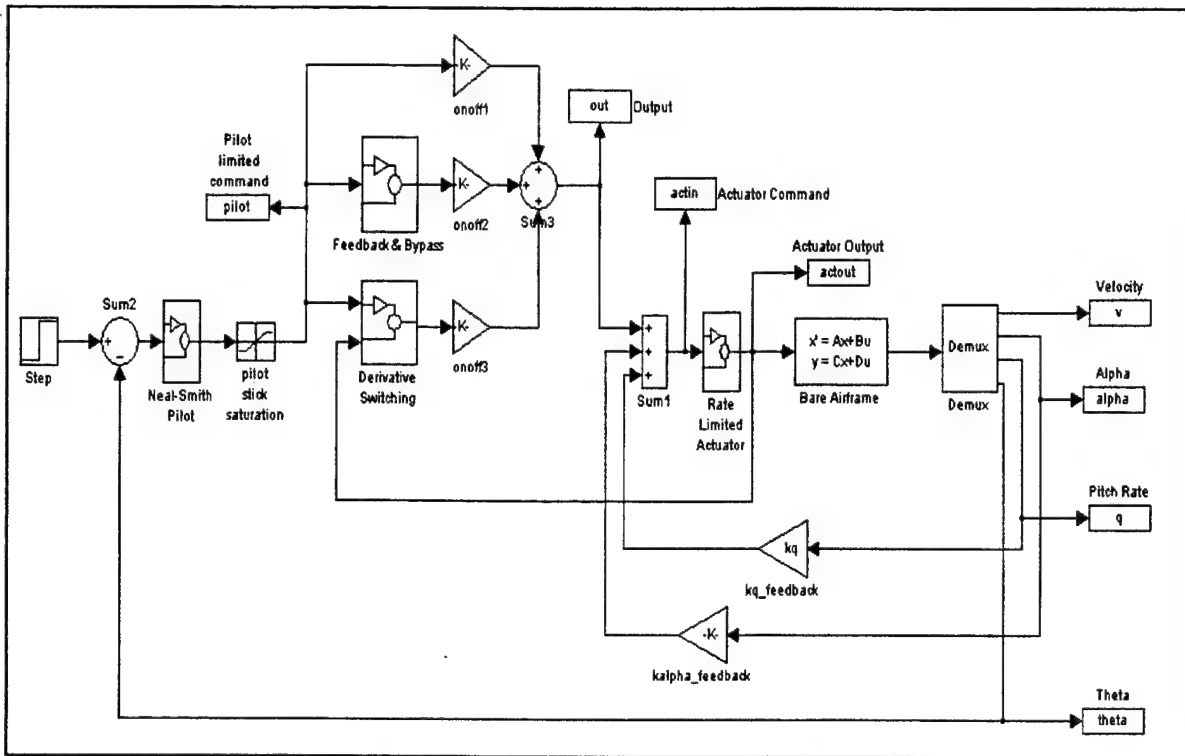 -K-
onoff1
out
Output
Pilot
limited
command
pilot
Feedback & Bypass
K-
onoff2
Sum3
actin
Actuator Command
Actuator Output
actout
Velocity
v
Sum2
Step
Neal-Smith
Pilot
pilot
stick
saturation
Derivative
Switching
K-
onoff3
Sum1
Rate
Limited
Actuator
x' = Ax+Bu
y = Cx+Du
Bare Airframe
Demux
Demux
Alpha
alpha
Pitch Rate
q
kq
kq_feedback
-K-
kalpha_feedback
Theta
theta